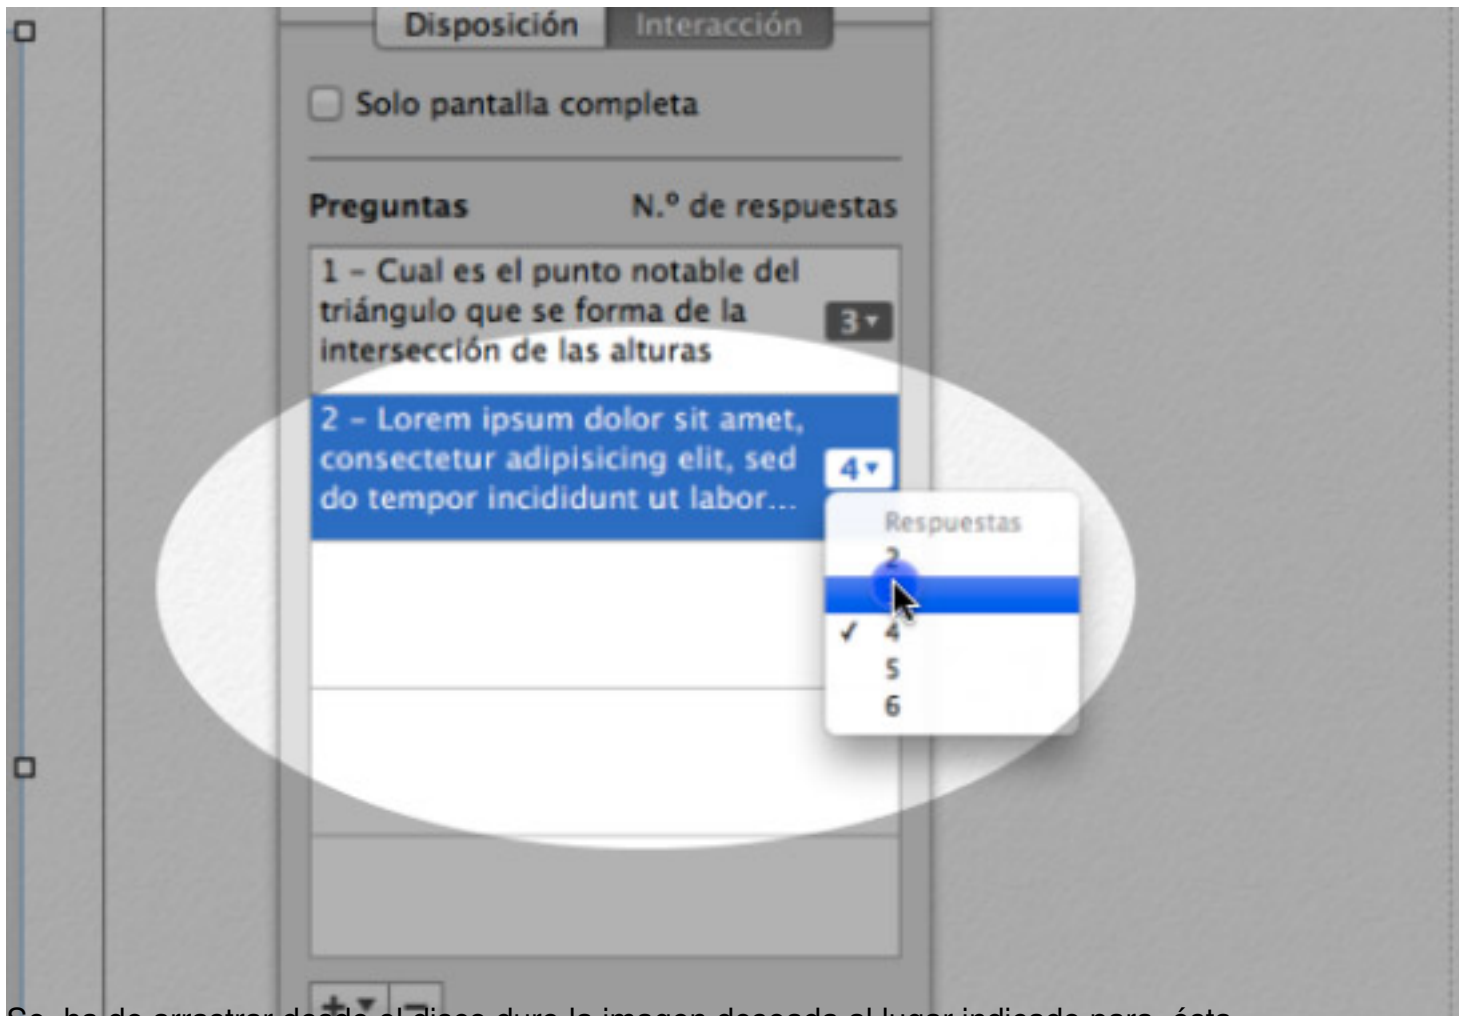 Disposición Interacción
Solo pantalla completa
Preguntas N.º de respuestas
1 – Cual es el punto notable del
triángulo que se forma de la
intersección de las alturas
3
2 – Lorem ipsum dolor sit amet,
consectetur adipisicing elit, sed
do tempor incididunt ut labor...
4
Respuestas
2
4
5
6